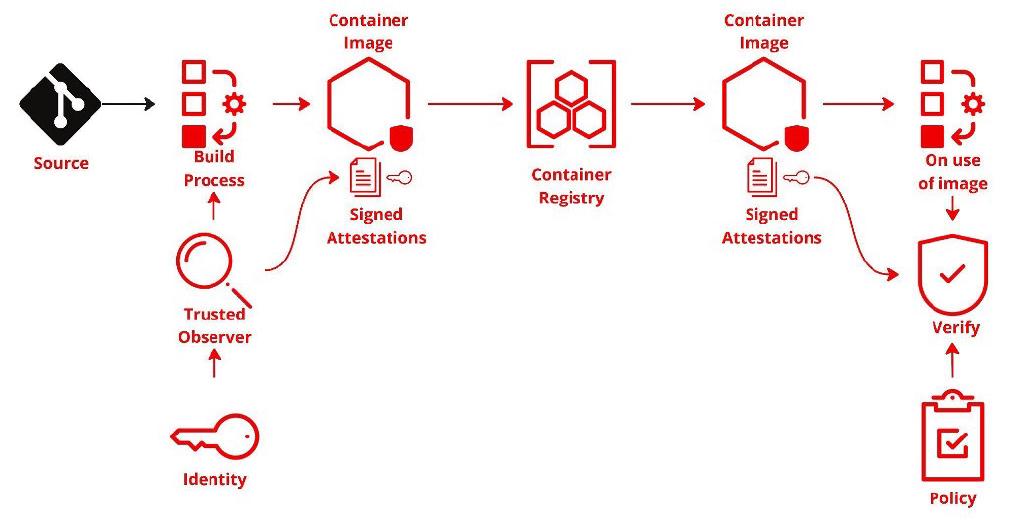 Container
Image
Container
Image
Source
Build
Process
Container
Registry
On use
of image
Signed
Attestations
Signed
Attestations
Trusted
Observer
Verify
Identity
Policy